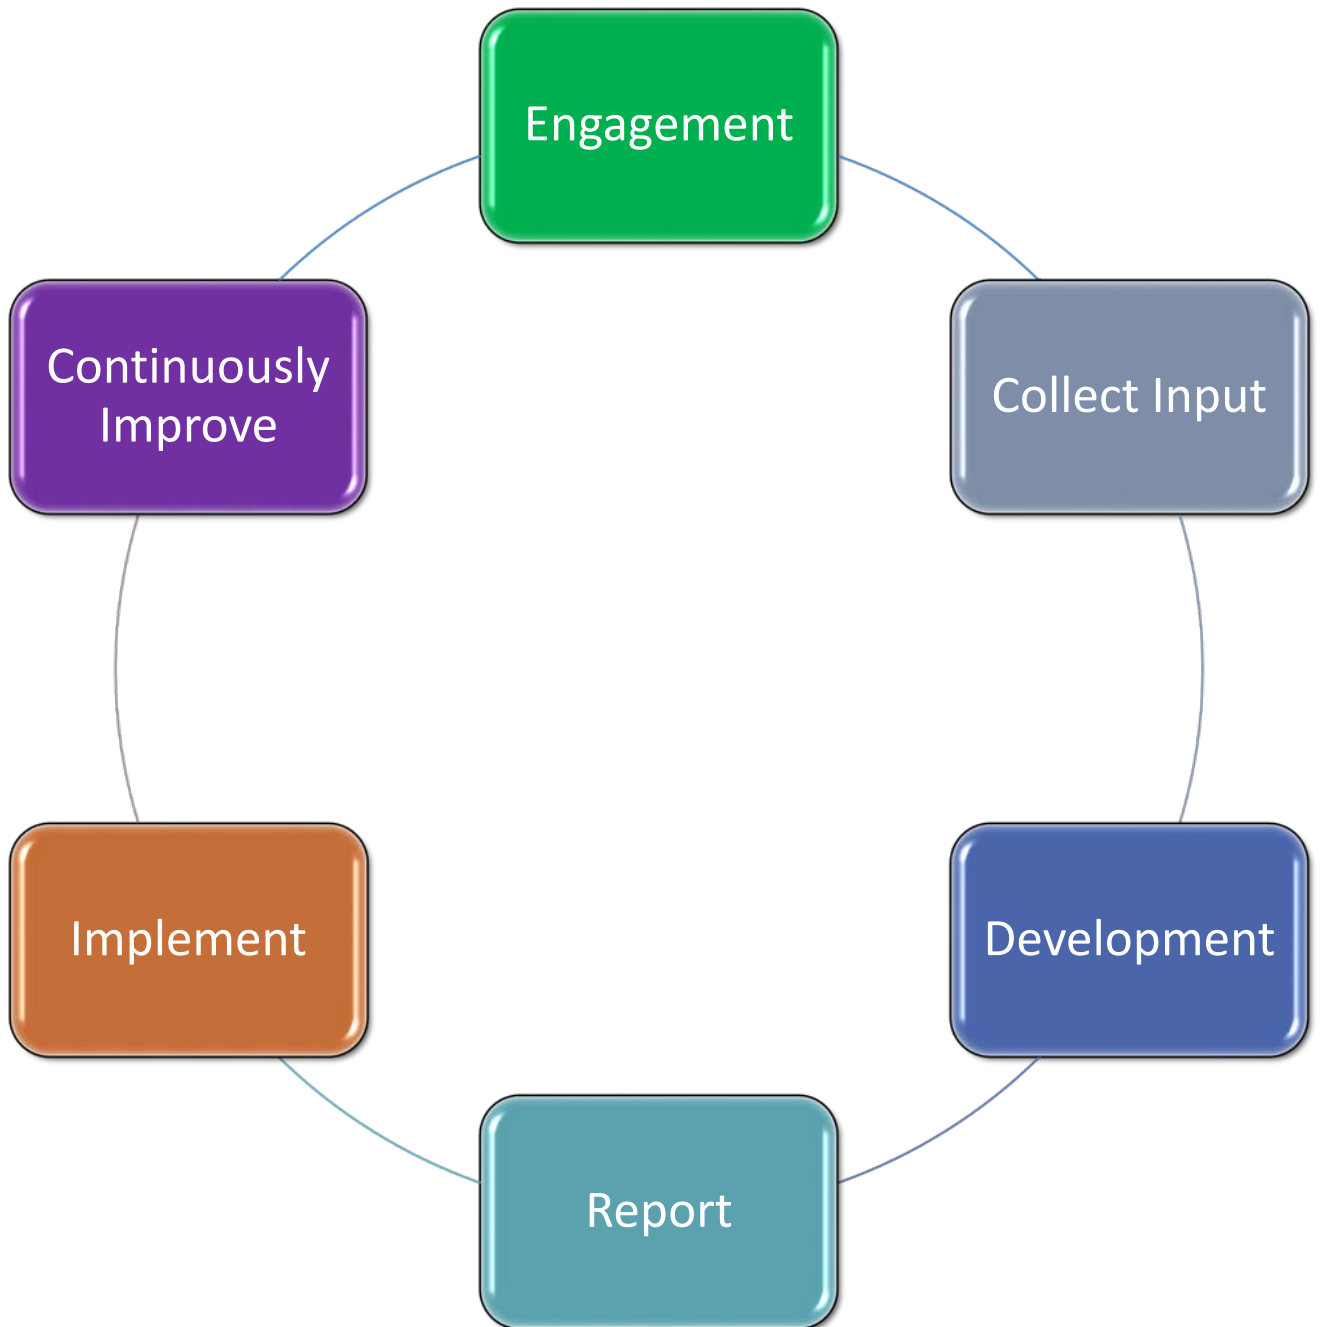 Engagement
Collect Input
Development
Report
Implement
Continuously
Improve